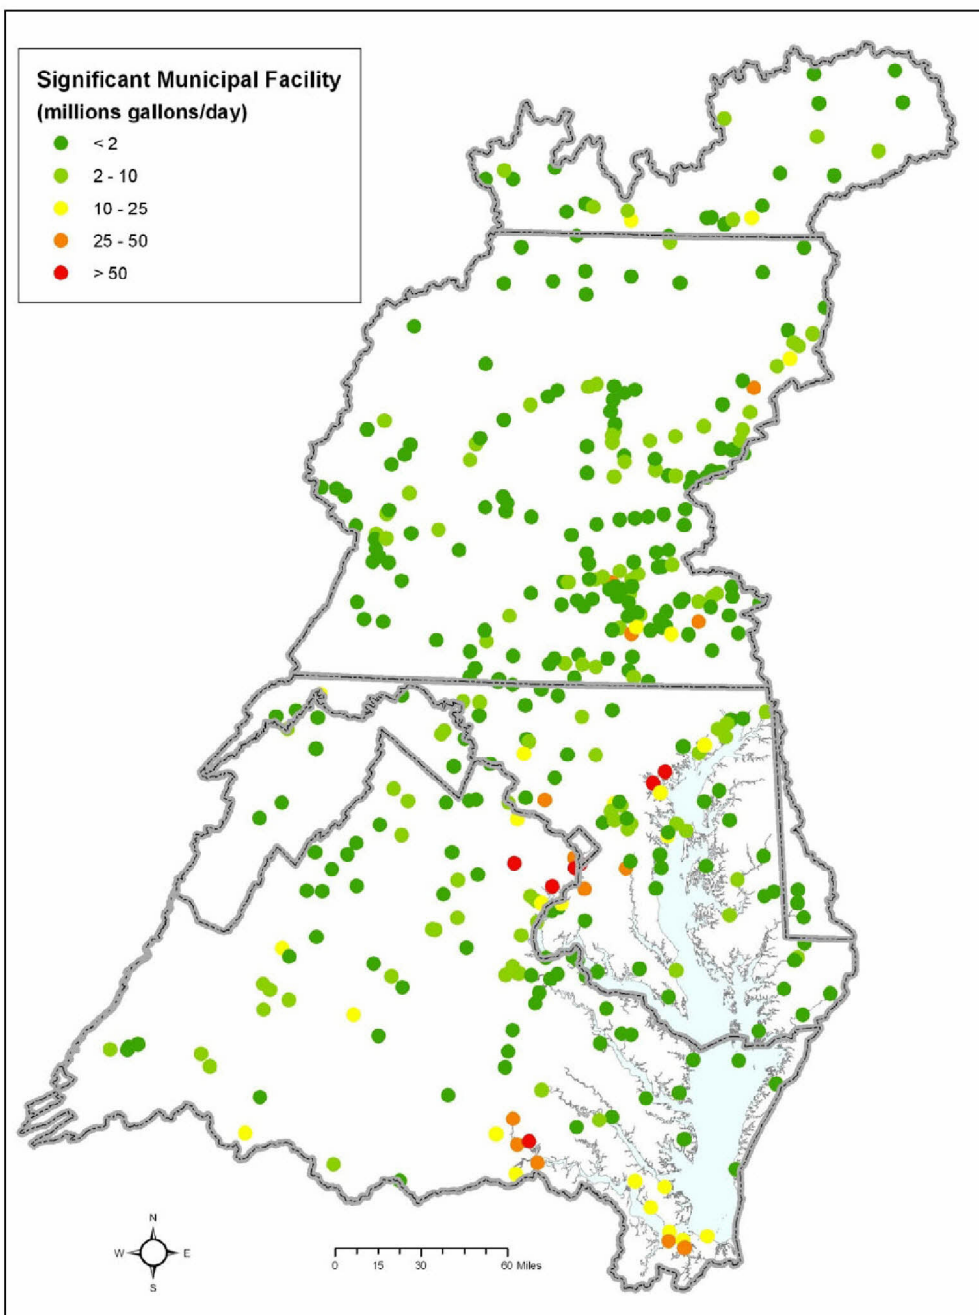 Significant Municipal Facility
(millions gallons/day)
< 2
2 - 10
10 - 25
25 - 50
> 50
N
W E
S
0 15 30 60 Miles